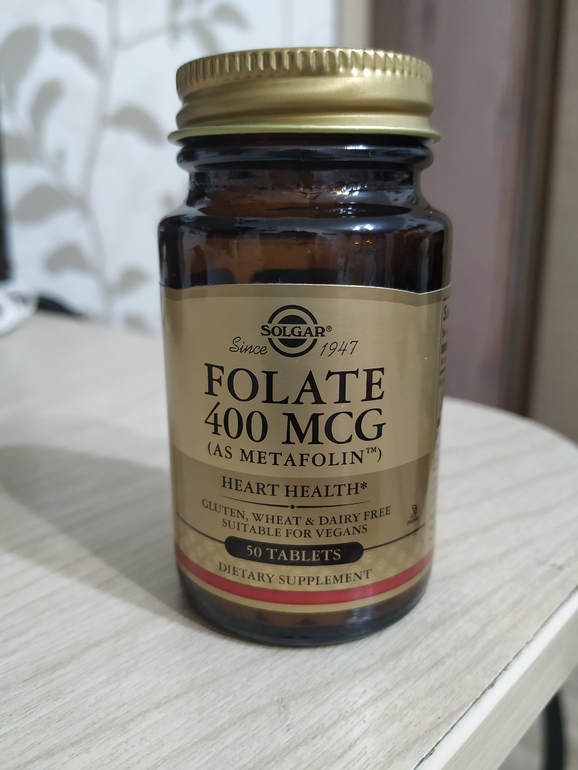 SOLGAR®
Since 1947
FOLATE
400 MCG
(AS METAFOLIN™)
HEART HEALTH*
GLUTEN, WHEAT & DAIRY FREE
SUITABLE FOR VEGANS
50 TABLETS
DIETARY SUPPLEMENT